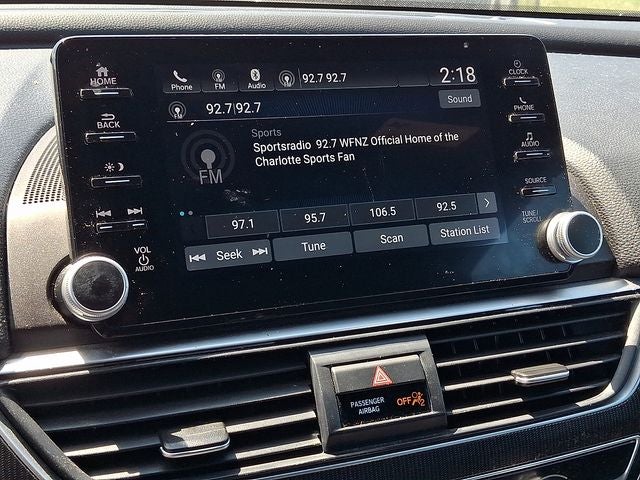 HOME
BACK
VOL
AUDIO
Phone FM Audio 92.7 92.7 2:18
92.7 92.7 Sound
FM
Sports
Sportsradio 92.7 WFNZ Official Home of the
Charlotte Sports Fan
97.1 95.7 106.5 92.5
Seek Tune Scan Station List
CLOCK
PHONE
AUDIO
SOURCE
TUNE/
SCROLL
PASSENGER
AIRBAG
OFF 2